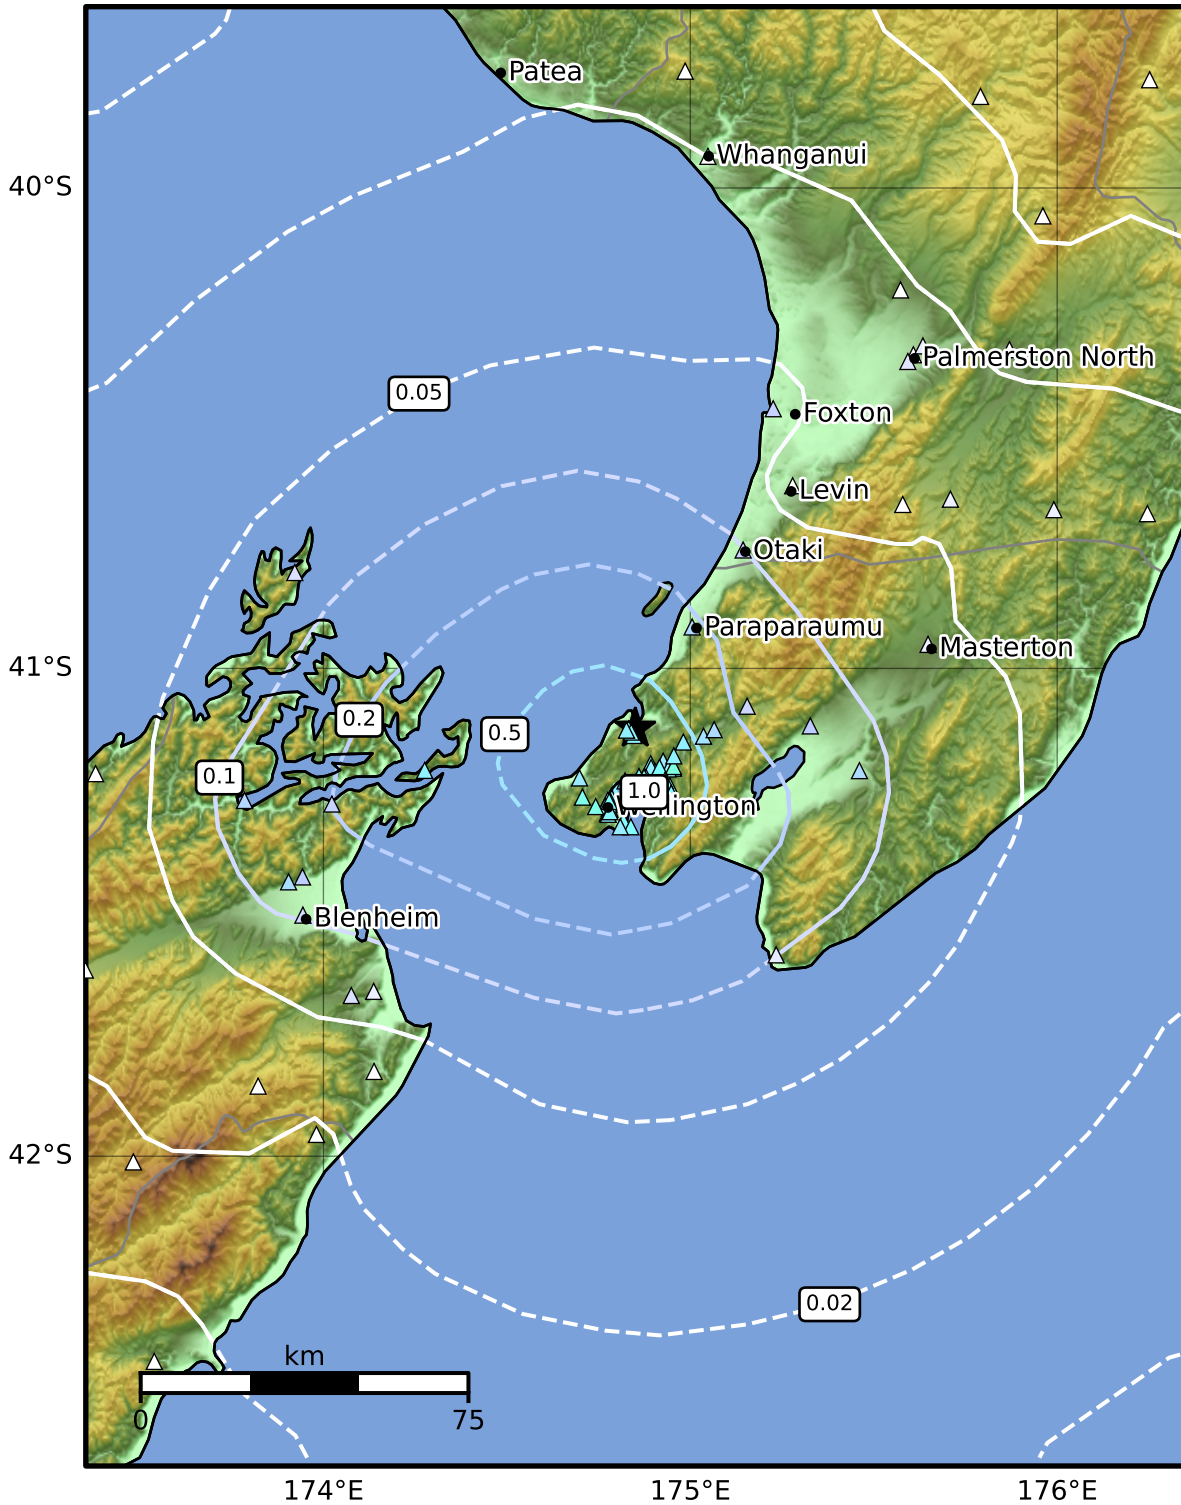 Patea
Whanganui
40°S
Palmerston North
0.05
Foxton
Levin
Otaki
Paraparaumu
Masterton
41°S
0.2
0.5
0.1
1.0
Wellington
Blenheim
42°S
0.02
km
0
75
174°E
175°E
176°E